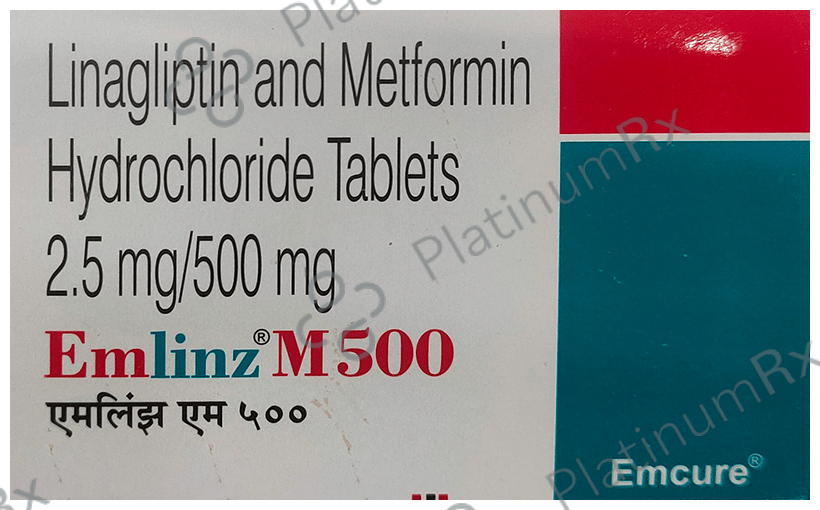 Linagliptin and Metformin
Hydrochloride Tablets
2.5 mg/500 mg
Emlinz® M 500
एमलिंझ एम ५००
Emcure®
PlatinumRx
PlatinumRx
PlatinumRx
Rx